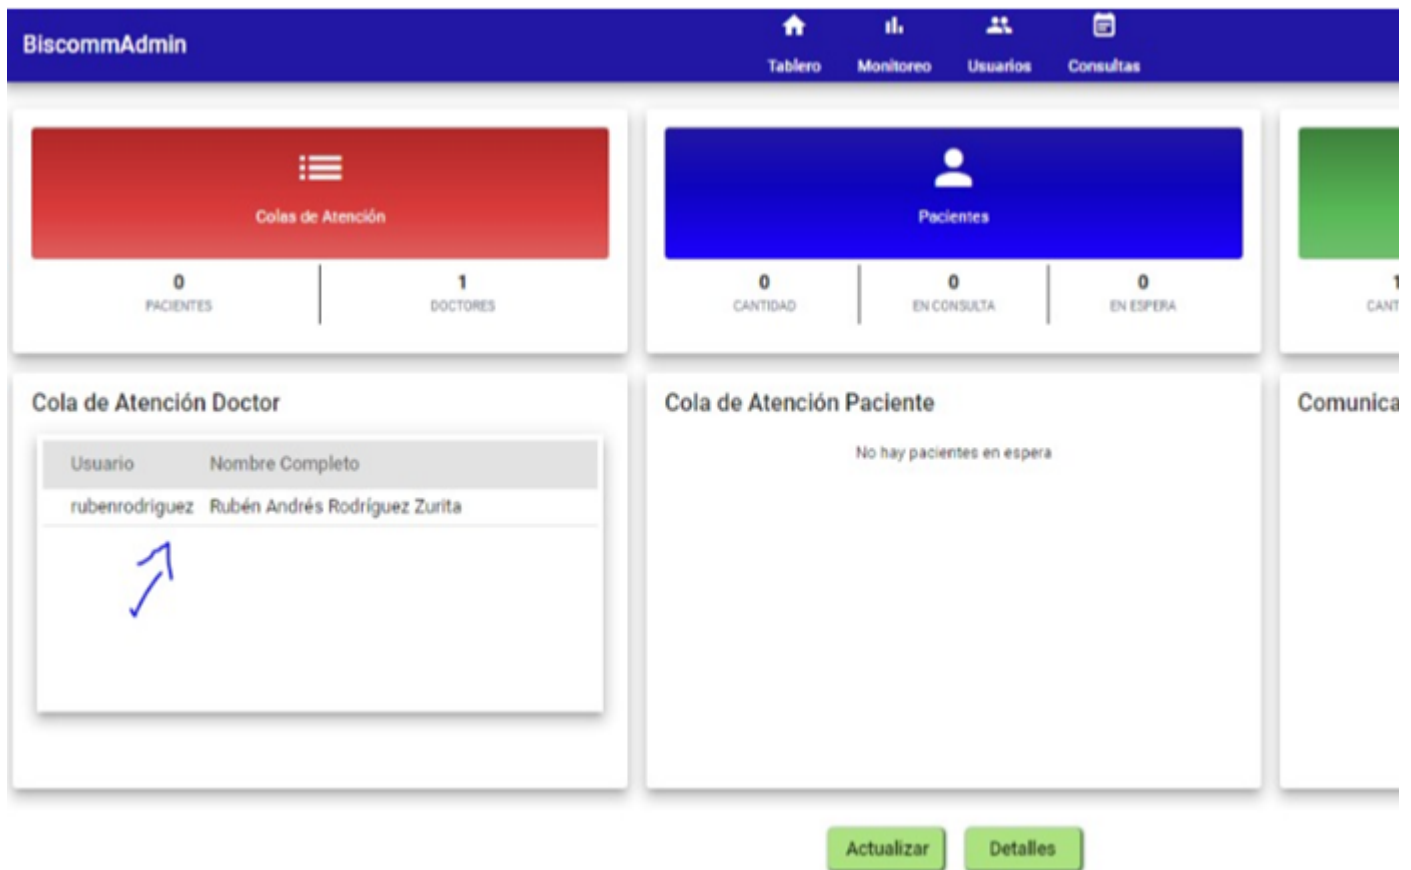 BiscommAdmin
Tablero Monitoreo Usuarios Consultas
Colas de Atención
0 1
PACIENTES DOCTORES
Pacientes
0 0 0
CANTIDAD EN CONSULTA EN ESPERA
1
CANT
Cola de Atención Doctor
Usuario Nombre Completo
rubenrodriguez Rubén Andrés Rodríguez Zurita
Cola de Atención Paciente
No hay pacientes en espera
Comunica
Actualizar Detalles